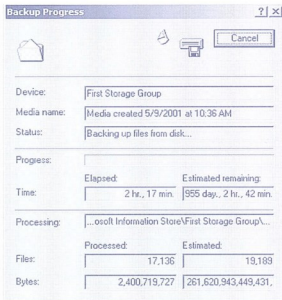 Backup Progress
Cancel
Device: First Storage Group
Media name: Media created 5/9/2001 at 10:36 AM
Status: Backing up files from disk...
Progress:
Elapsed: Estimated remaining:
Time: 2 hr., 17 min. 955 day., 2 hr., 42 min.
Processing: ...osoft Information Store\First Storage Group\...
Processed: Estimated:
Files: 17,136 19,189
Bytes: 2,400,719,727 261,620,943,449,431,